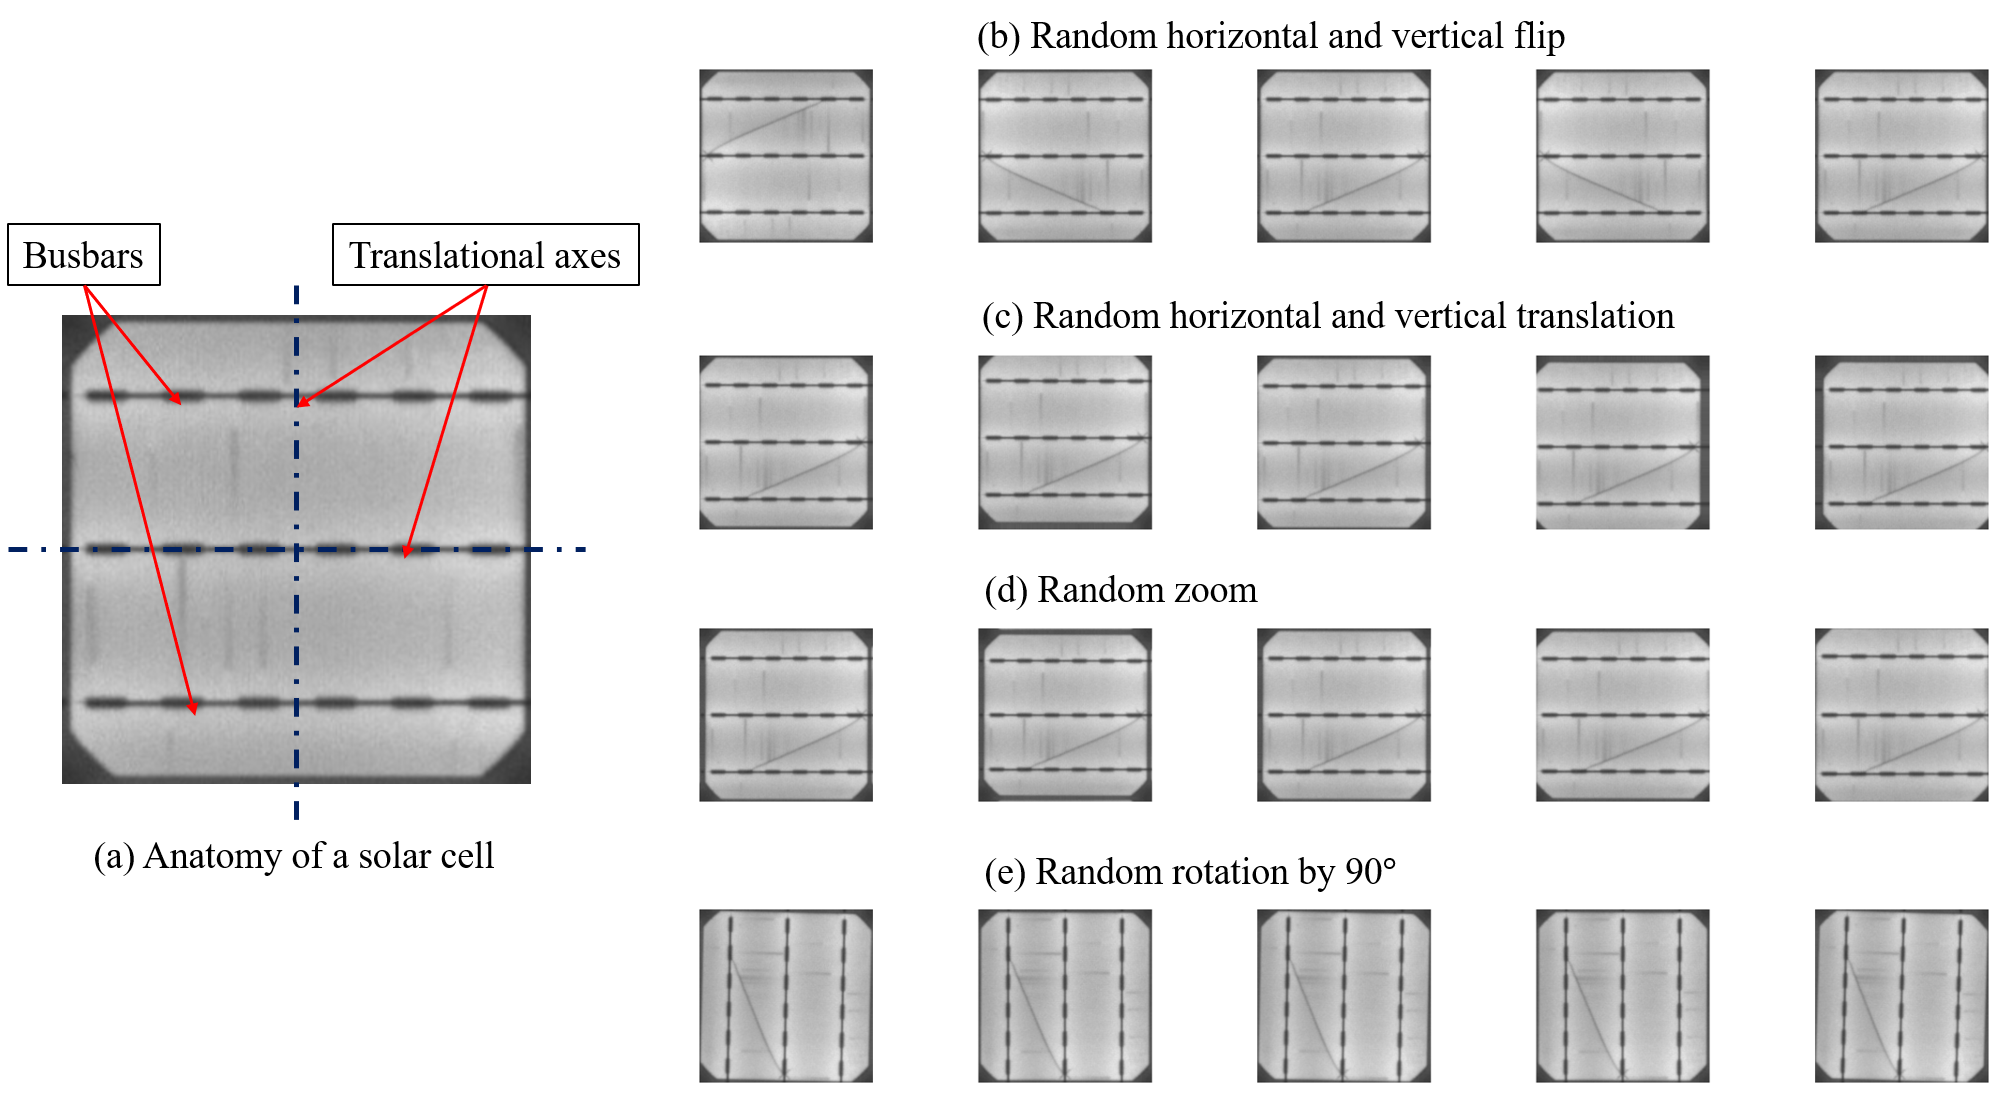 Busbars
Translational axes
(a) Anatomy of a solar cell
(b) Random horizontal and vertical flip
(c) Random horizontal and vertical translation
(d) Random zoom
(e) Random rotation by 90°